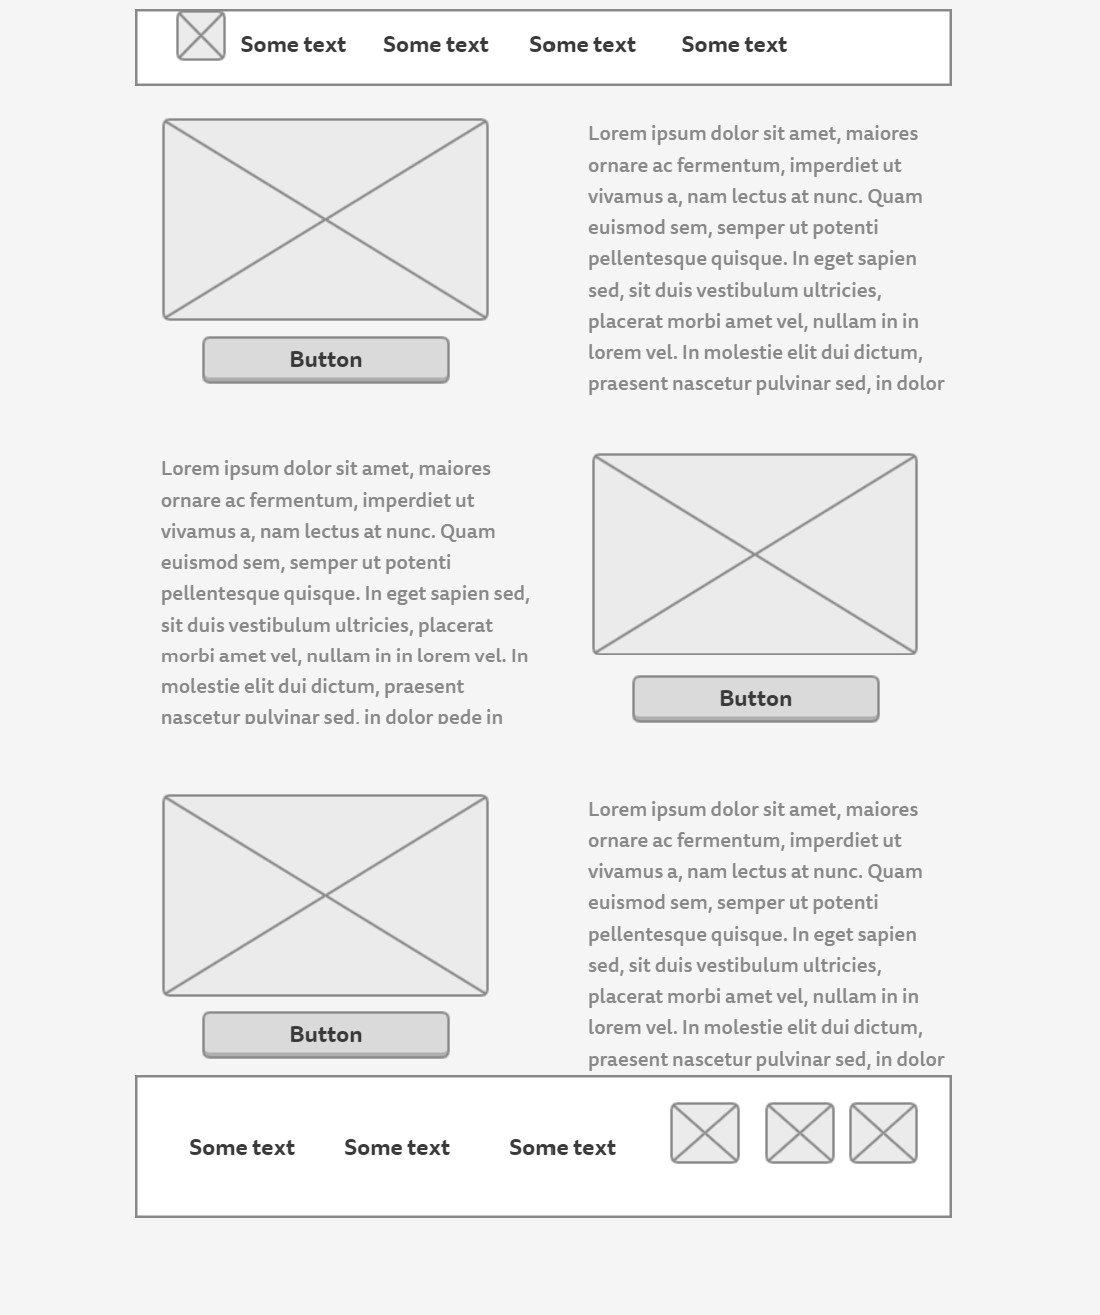 Some text Some text Some text Some text
Lorem ipsum dolor sit amet, maiores
ornare ac fermentum, imperdiet ut
vivamus a, nam lectus at nunc. Quam
euismod sem, semper ut potenti
pellentesque quisque. In eget sapien
sed, sit duis vestibulum ultricies,
placerat morbi amet vel, nullam in in
lorem vel. In molestie elit dui dictum,
praesent nascetur pulvinar sed, in dolor
Button
Lorem ipsum dolor sit amet, maiores
ornare ac fermentum, imperdiet ut
vivamus a, nam lectus at nunc. Quam
euismod sem, semper ut potenti
pellentesque quisque. In eget sapien sed,
sit duis vestibulum ultricies, placerat
morbi amet vel, nullam in in lorem vel. In
molestie elit dui dictum, praesent
nascetur pulvinar sed, in dolor pede in
Button
Lorem ipsum dolor sit amet, maiores
ornare ac fermentum, imperdiet ut
vivamus a, nam lectus at nunc. Quam
euismod sem, semper ut potenti
pellentesque quisque. In eget sapien
sed, sit duis vestibulum ultricies,
placerat morbi amet vel, nullam in in
lorem vel. In molestie elit dui dictum,
praesent nascetur pulvinar sed, in dolor
Button
Some text Some text Some text